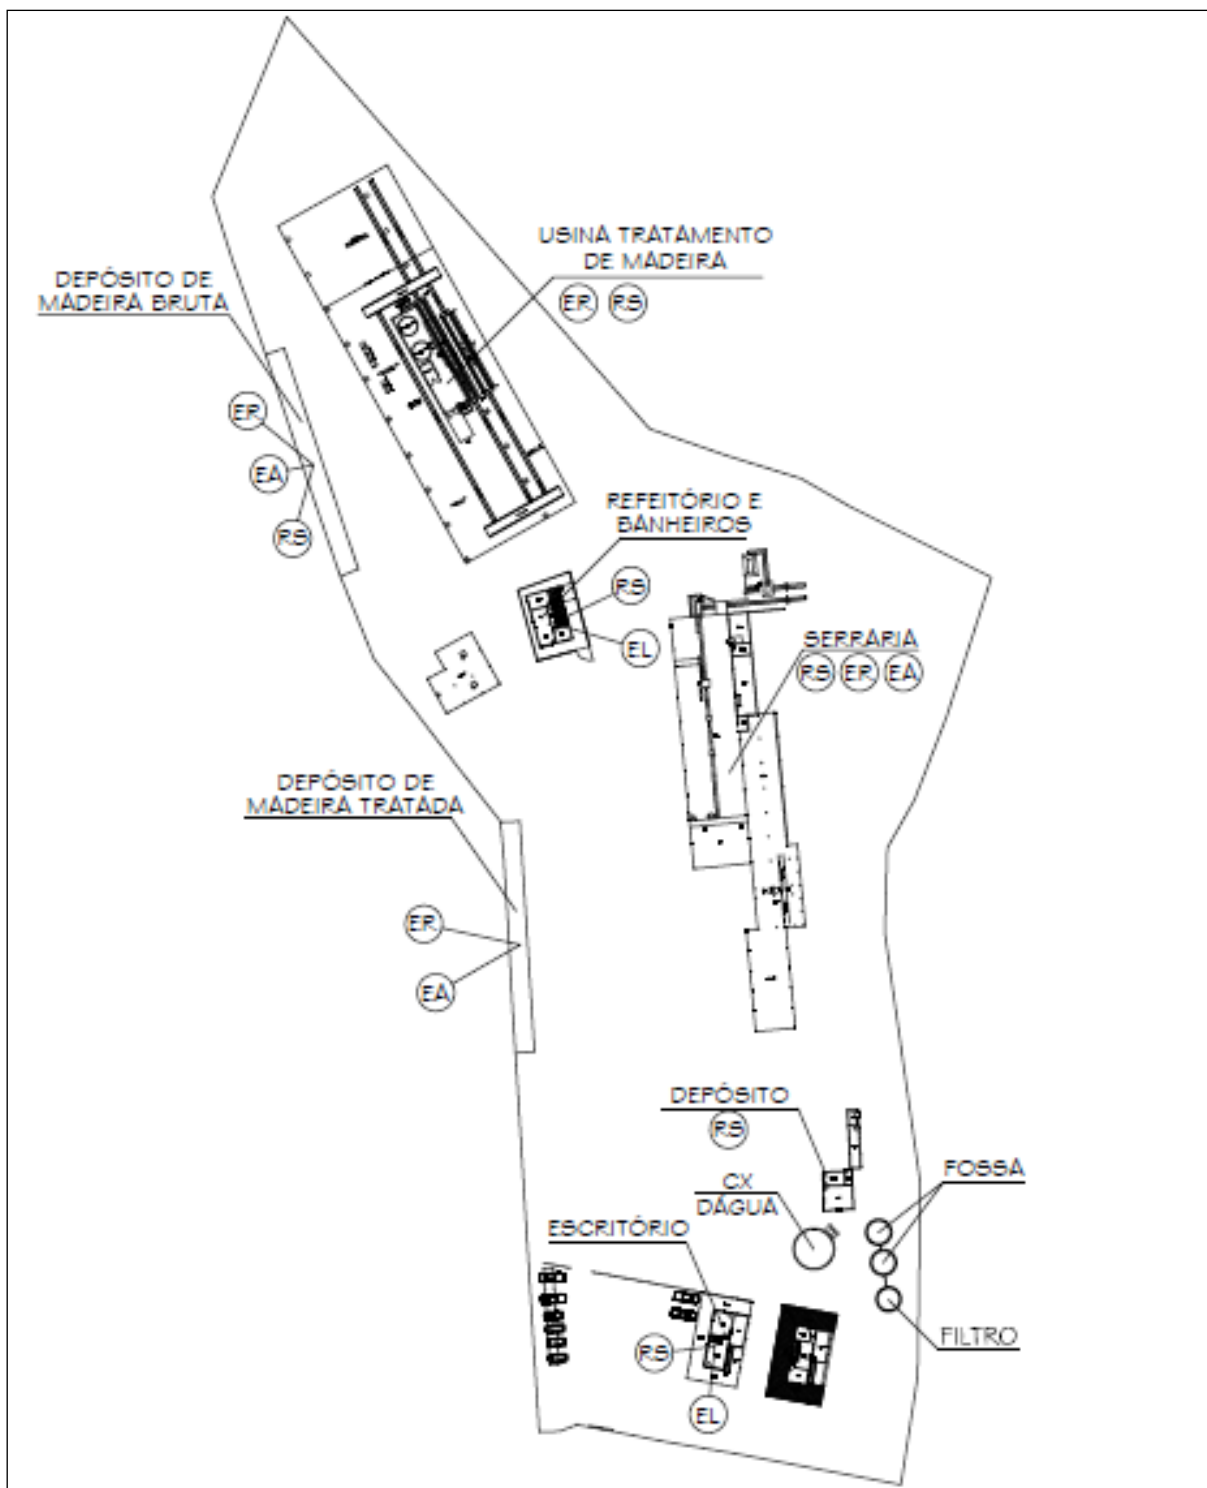 USINA TRATAMENTO
DE MADEIRA
ER RS
DEPÓSITO DE
MADEIRA BRUTA
ER
EA
RS
REFEITÓRIO E
BANHEIROS
RS
EL
SERRARIA
RS ER EA
DEPÓSITO DE
MADEIRA TRATADA
ER
EA
DEPÓSITO
RS
FOSSA
CX
DÁGUA
ESCRITÓRIO
FILTRO
RS
EL